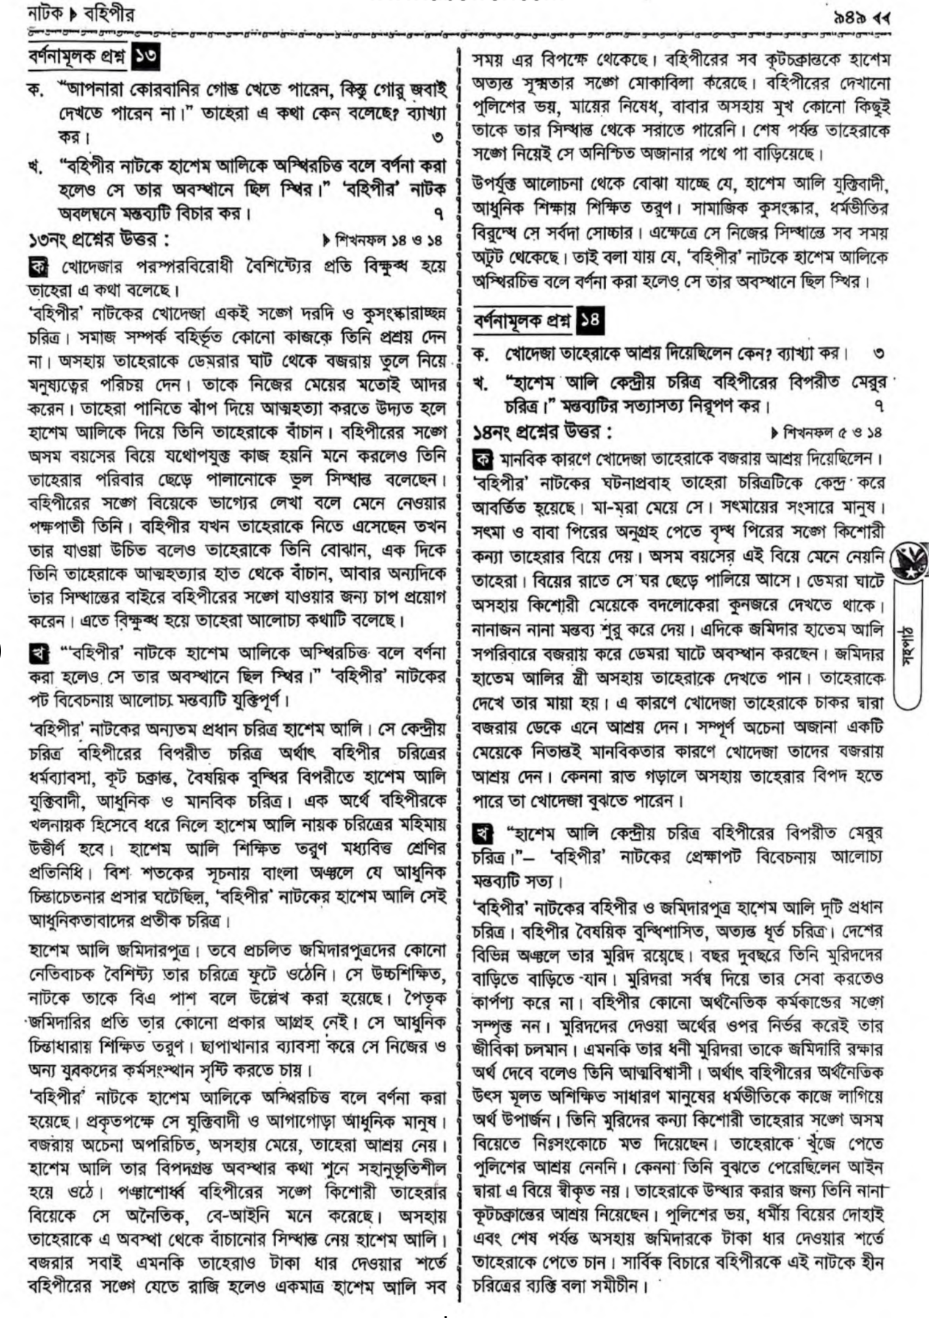 নাটক ▶ বহিপীর
৯৪৯ ◀◀
বর্ণনামূলক প্রশ্ন ১৩
ক. “আপনারা কোরবানির গোস্ত খেতে পারেন, কিন্তু গোরু জবাই
দেখতে পারেন না।” তাহেরা এ কথা কেন বলেছে? ব্যাখ্যা
কর। ৩
খ. “বহিপীর নাটকে হাশেম আলিকে অস্থিরচিত্ত বলে বর্ণনা করা
হলেও সে তার অবস্থানে ছিল স্থির।” ‘বহিপীর’ নাটক
অবলম্বনে মন্তব্যটি বিচার কর। ৭
১৩নং প্রশ্নের উত্তর : ▶ শিখনফল ১৪ ও ১৪
ক খোদেজার পরস্পরবিরোধী বৈশিষ্ট্যের প্রতি বিক্ষুব্ধ হয়ে
তাহেরা এ কথা বলেছে।
‘বহিপীর’ নাটকের খোদেজা একই সঙ্গে দরদি ও কুসংস্কারাচ্ছন্ন
চরিত্র। সমাজ সম্পর্ক বহির্ভূত কোনো কাজকে তিনি প্রশ্রয় দেন
না। অসহায় তাহেরাকে ডেমরার ঘাট থেকে বজরায় তুলে নিয়ে
মনুষ্যত্বের পরিচয় দেন। তাকে নিজের মেয়ের মতোই আদর
করেন। তাহেরা পানিতে ঝাঁপ দিয়ে আত্মহত্যা করতে উদ্যত হলে
হাশেম আলিকে দিয়ে তিনি তাহেরাকে বাঁচান। বহিপীরের সঙ্গে
অসম বয়সের বিয়ে যথোপযুক্ত কাজ হয়নি মনে করলেও তিনি
তাহেরার পরিবার ছেড়ে পালানোকে ভুল সিদ্ধান্ত বলেছেন।
বহিপীরের সঙ্গে বিয়েকে ভাগ্যের লেখা বলে মেনে নেওয়ার
পক্ষপাতী তিনি। বহিপীর যখন তাহেরাকে নিতে এসেছেন তখন
তার যাওয়া উচিত বলেও তাহেরাকে তিনি বোঝান, এক দিকে
তিনি তাহেরাকে আত্মহত্যার হাত থেকে বাঁচান, আবার অন্যদিকে
তার সিদ্ধান্তের বাইরে বহিপীরের সঙ্গে যাওয়ার জন্য চাপ প্রয়োগ
করেন। এতে বিক্ষুব্ধ হয়ে তাহেরা আলোচ্য কথাটি বলেছে।
খ “‘বহিপীর’ নাটকে হাশেম আলিকে অস্থিরচিত্ত বলে বর্ণনা
করা হলেও সে তার অবস্থানে ছিল স্থির।” ‘বহিপীর’ নাটকের
পট বিবেচনায় আলোচ্য মন্তব্যটি যুক্তিপূর্ণ।
‘বহিপীর’ নাটকের অন্যতম প্রধান চরিত্র হাশেম আলি। সে কেন্দ্রীয়
চরিত্র বহিপীরের বিপরীত চরিত্র অর্থাৎ বহিপীর চরিত্রের
ধর্মব্যাবসা, কূট চক্রান্ত, বৈষয়িক বুদ্ধির বিপরীতে হাশেম আলি
যুক্তিবাদী, আধুনিক ও মানবিক চরিত্র। এক অর্থে বহিপীরকে
খলনায়ক হিসেবে ধরে নিলে হাশেম আলি নায়ক চরিত্রের মহিমায়
উত্তীর্ণ হবে। হাশেম আলি শিক্ষিত তরুণ মধ্যবিত্ত শ্রেণির
প্রতিনিধি। বিশ শতকের সূচনায় বাংলা অঞ্চলে যে আধুনিক
চিন্তাচেতনার প্রসার ঘটেছিল, ‘বহিপীর’ নাটকের হাশেম আলি সেই
আধুনিকতাবাদের প্রতীক চরিত্র।
হাশেম আলি জমিদারপুত্র। তবে প্রচলিত জমিদারপুত্রদের কোনো
নেতিবাচক বৈশিষ্ট্য তার চরিত্রে ফুটে ওঠেনি। সে উচ্চশিক্ষিত,
নাটকে তাকে বিএ পাশ বলে উল্লেখ করা হয়েছে। পৈতৃক
জমিদারির প্রতি তার কোনো প্রকার আগ্রহ নেই। সে আধুনিক
চিন্তাধারায় শিক্ষিত তরুণ। ছাপাখানার ব্যাবসা করে সে নিজের ও
অন্য যুবকদের কর্মসংস্থান সৃষ্টি করতে চায়।
‘বহিপীর’ নাটকে হাশেম আলিকে অস্থিরচিত্ত বলে বর্ণনা করা
হয়েছে। প্রকৃতপক্ষে সে যুক্তিবাদী ও আগাগোড়া আধুনিক মানুষ।
বজরায় অচেনা অপরিচিত, অসহায় মেয়ে, তাহেরা আশ্রয় নেয়।
হাশেম আলি তার বিপদগ্রস্ত অবস্থার কথা শুনে সহানুভূতিশীল
হয়ে ওঠে। পঞ্চাশোর্ধ্ব বহিপীরের সঙ্গে কিশোরী তাহেরার
বিয়েকে সে অনৈতিক, বে-আইনি মনে করেছে। অসহায়
তাহেরাকে এ অবস্থা থেকে বাঁচানোর সিদ্ধান্ত নেয় হাশেম আলি।
বজরার সবাই এমনকি তাহেরাও টাকা ধার দেওয়ার শর্তে
বহিপীরের সঙ্গে যেতে রাজি হলেও একমাত্র হাশেম আলি সব
সময় এর বিপক্ষে থেকেছে। বহিপীরের সব কূটচক্রান্তকে হাশেম
অত্যন্ত সূক্ষ্মতার সঙ্গে মোকাবিলা করেছে। বহিপীরের দেখানো
পুলিশের ভয়, মায়ের নিষেধ, বাবার অসহায় মুখ কোনো কিছুই
তাকে তার সিদ্ধান্ত থেকে সরাতে পারেনি। শেষ পর্যন্ত তাহেরাকে
সঙ্গে নিয়েই সে অনিশ্চিত অজানার পথে পা বাড়িয়েছে।
উপর্যুক্ত আলোচনা থেকে বোঝা যাচ্ছে যে, হাশেম আলি যুক্তিবাদী,
আধুনিক শিক্ষায় শিক্ষিত তরুণ। সামাজিক কুসংস্কার, ধর্মভীতির
বিরুদ্ধে সে সর্বদা সোচ্চার। এক্ষেত্রে সে নিজের সিদ্ধান্তে সব সময়
অটুট থেকেছে। তাই বলা যায় যে, ‘বহিপীর’ নাটকে হাশেম আলিকে
অস্থিরচিত্ত বলে বর্ণনা করা হলেও সে তার অবস্থানে ছিল স্থির।
বর্ণনামূলক প্রশ্ন ১৪
ক. খোদেজা তাহেরাকে আশ্রয় দিয়েছিলেন কেন? ব্যাখ্যা কর। ৩
খ. “হাশেম আলি কেন্দ্রীয় চরিত্র বহিপীরের বিপরীত মেরুর
চরিত্র।” মন্তব্যটির সত্যাসত্য নিরূপণ কর। ৭
১৪নং প্রশ্নের উত্তর : ▶ শিখনফল ৫ ও ১৪
ক মানবিক কারণে খোদেজা তাহেরাকে বজরায় আশ্রয় দিয়েছিলেন।
‘বহিপীর’ নাটকের ঘটনাপ্রবাহ তাহেরা চরিত্রটিকে কেন্দ্র করে
আবর্তিত হয়েছে। মা-মরা মেয়ে সে। সৎমায়ের সংসারে মানুষ।
সৎমা ও বাবা পিরের অনুগ্রহ পেতে বৃদ্ধ পিরের সঙ্গে কিশোরী
কন্যা তাহেরার বিয়ে দেয়। অসম বয়সের এই বিয়ে মেনে নেয়নি
তাহেরা। বিয়ের রাতে সে ঘর ছেড়ে পালিয়ে আসে। ডেমরা ঘাটে
অসহায় কিশোরী মেয়েকে বদলোকেরা কুনজরে দেখতে থাকে।
নানাজন নানা মন্তব্য শুরু করে দেয়। এদিকে জমিদার হাতেম আলি
সপরিবারে বজরায় করে ডেমরা ঘাটে অবস্থান করছেন। জমিদার
হাতেম আলির স্ত্রী অসহায় তাহেরাকে দেখতে পান। তাহেরাকে
দেখে তার মায়া হয়। এ কারণে খোদেজা তাহেরাকে চাকর দ্বারা
বজরায় ডেকে এনে আশ্রয় দেন। সম্পূর্ণ অচেনা অজানা একটি
মেয়েকে নিতান্তই মানবিকতার কারণে খোদেজা তাদের বজরায়
আশ্রয় দেন। কেননা রাত গড়ালে অসহায় তাহেরার বিপদ হতে
পারে তা খোদেজা বুঝতে পারেন।
খ “হাশেম আলি কেন্দ্রীয় চরিত্র বহিপীরের বিপরীত মেরুর
চরিত্র।”– ‘বহিপীর’ নাটকের প্রেক্ষাপট বিবেচনায় আলোচ্য
মন্তব্যটি সত্য।
‘বহিপীর’ নাটকের বহিপীর ও জমিদারপুত্র হাশেম আলি দুটি প্রধান
চরিত্র। বহিপীর বৈষয়িক বুদ্ধিশাসিত, অত্যন্ত ধূর্ত চরিত্র। দেশের
বিভিন্ন অঞ্চলে তার মুরিদ রয়েছে। বছর দুবছরে তিনি মুরিদদের
বাড়িতে বাড়িতে যান। মুরিদরা সর্বস্ব দিয়ে তার সেবা করতেও
কার্পণ্য করে না। বহিপীর কোনো অর্থনৈতিক কর্মকান্ডের সঙ্গে
সম্পৃক্ত নন। মুরিদদের দেওয়া অর্থের ওপর নির্ভর করেই তার
জীবিকা চলমান। এমনকি তার ধনী মুরিদরা তাকে জমিদারি রক্ষার
অর্থ দেবে বলেও তিনি আত্মবিশ্বাসী। অর্থাৎ বহিপীরের অর্থনৈতিক
উৎস মূলত অশিক্ষিত সাধারণ মানুষের ধর্মভীতিকে কাজে লাগিয়ে
অর্থ উপার্জন। তিনি মুরিদের কন্যা কিশোরী তাহেরার সঙ্গে অসম
বিয়েতে নিঃসংকোচে মত দিয়েছেন। তাহেরাকে খুঁজে পেতে
পুলিশের আশ্রয় নেননি। কেননা তিনি বুঝতে পেরেছিলেন আইন
দ্বারা এ বিয়ে স্বীকৃত নয়। তাহেরাকে উদ্ধার করার জন্য তিনি নানা
কূটচক্রান্তের আশ্রয় নিয়েছেন। পুলিশের ভয়, ধর্মীয় বিয়ের দোহাই
এবং শেষ পর্যন্ত অসহায় জমিদারকে টাকা ধার দেওয়ার শর্তে
তাহেরাকে পেতে চান। সার্বিক বিচারে বহিপীরকে এই নাটকে হীন
চরিত্রের ব্যক্তি বলা সমীচীন।
সহপাঠ